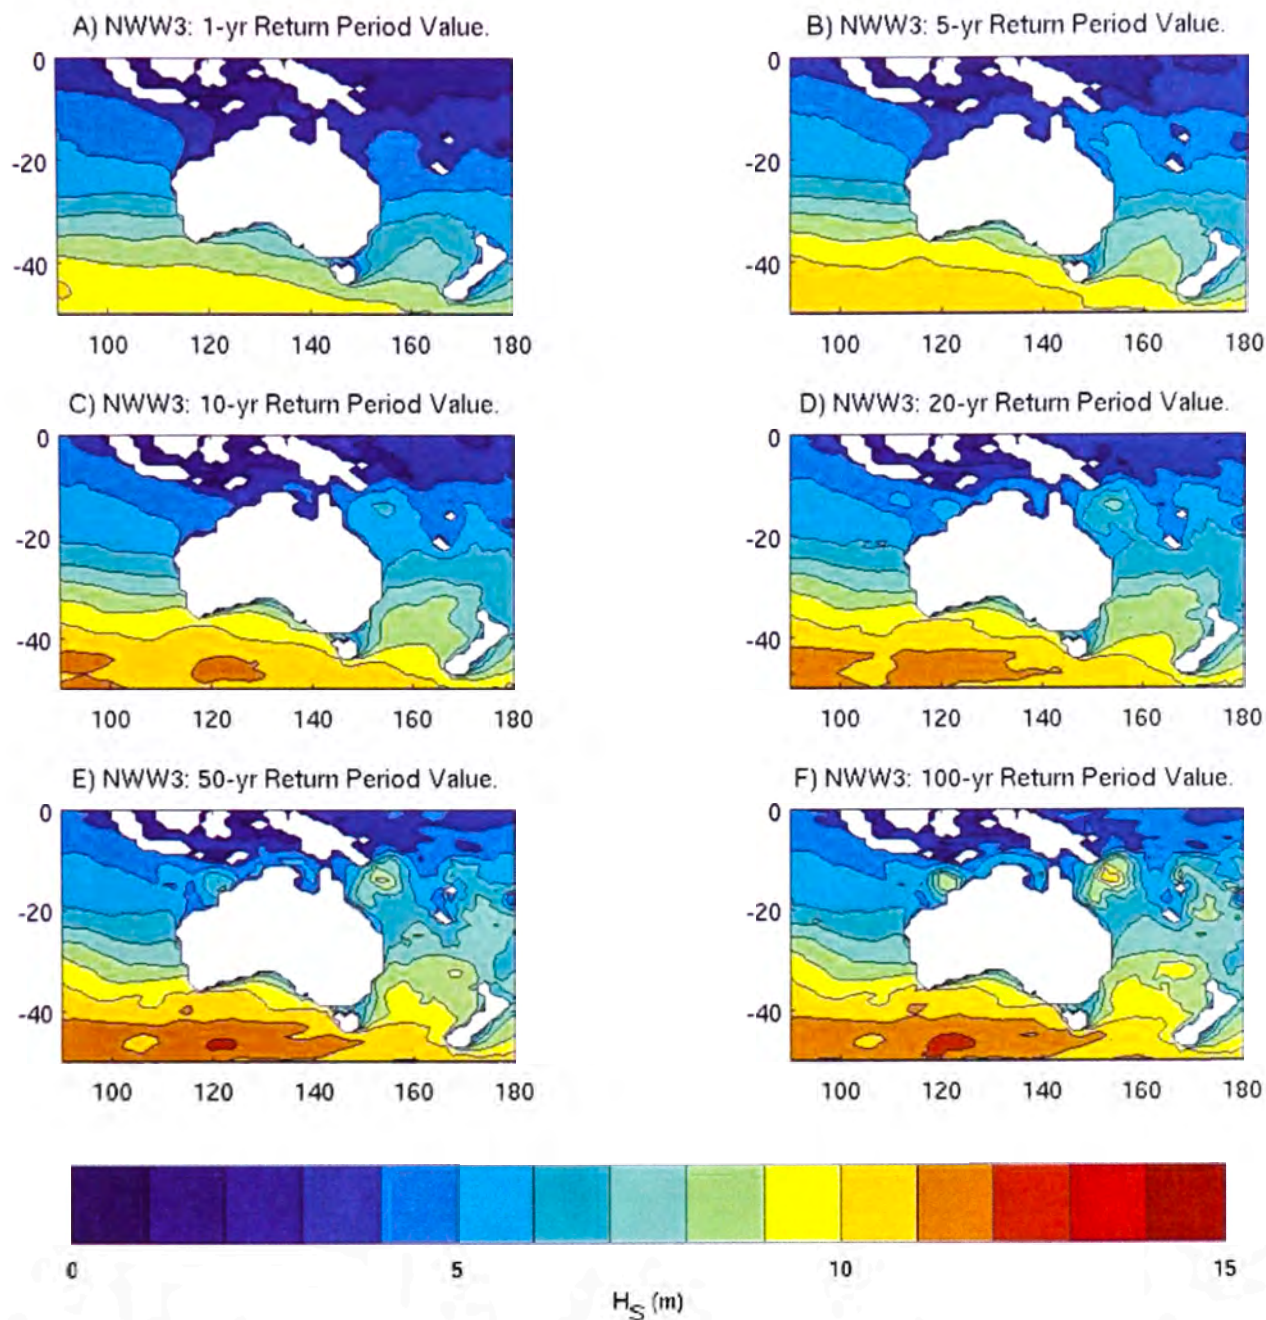 A) NWW3: 1-yr Return Period Value.
B) NWW3: 5-yr Return Period Value.
0
-20
-40
100 120 140 160 180
0
-20
-40
100 120 140 160 180
C) NWW3: 10-yr Return Period Value.
D) NWW3: 20-yr Return Period Value.
0
-20
-40
100 120 140 160 180
0
-20
-40
100 120 140 160 180
E) NWW3: 50-yr Return Period Value.
F) NWW3: 100-yr Return Period Value.
0
-20
-40
100 120 140 160 180
0
-20
-40
100 120 140 160 180
0 5 10 15
HS (m)